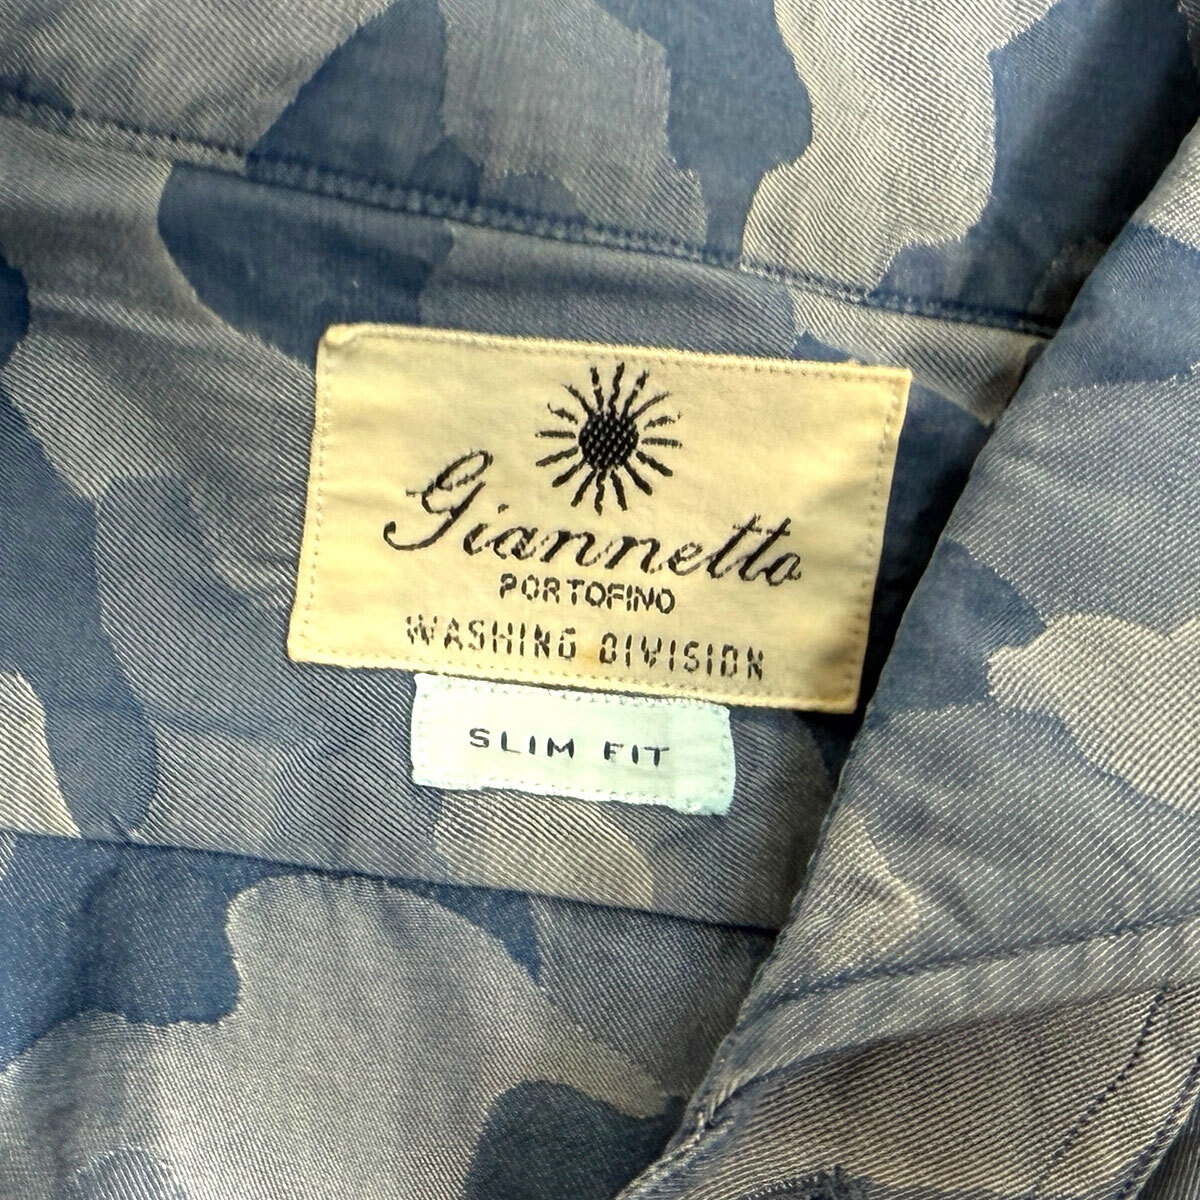 Giannetto
PORTOFINO
WASHING DIVISION
SLIM FIT